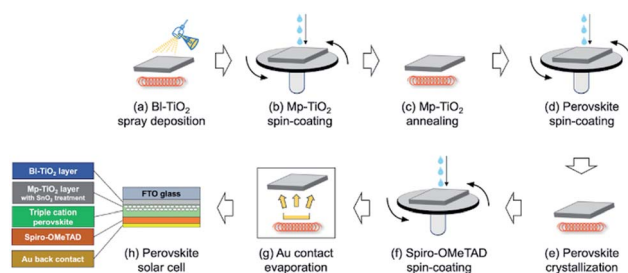 (a) Bl-TiO2
spray deposition
(b) Mp-TiO2
spin-coating
(c) Mp-TiO2
annealing
(d) Perovskite
spin-coating
Bl-TiO2 layer
Mp-TiO2 layer
with SnO2 treatment
Triple cation
perovskite
Spiro-OMeTAD
Au back contact
FTO glass
(h) Perovskite
solar cell
(g) Au contact
evaporation
(f) Spiro-OMeTAD
spin-coating
(e) Perovskite
crystallization